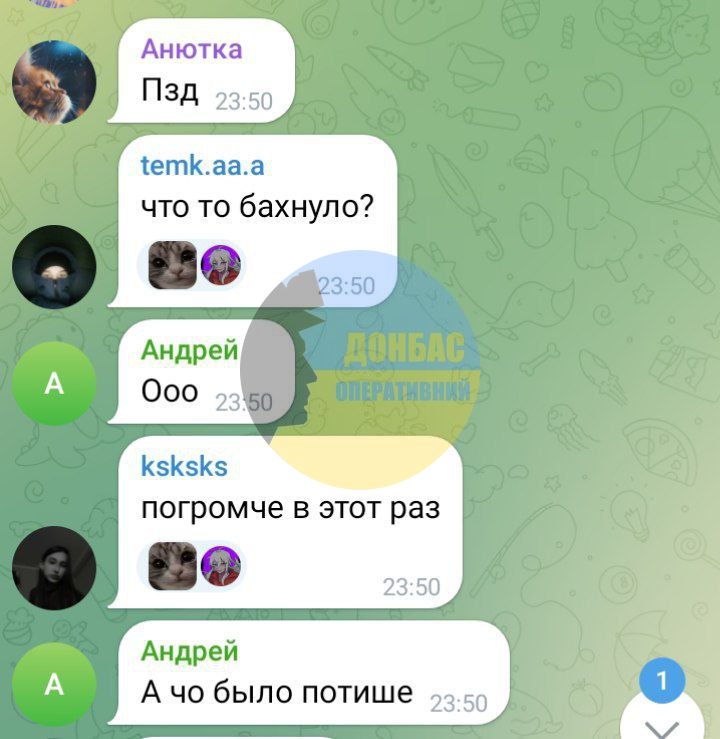 Анютка
Пзд 23:50
temk.aa.a
что то бахнуло?
23:50
Андрей
Ооо 23:50
ДОНБАС
ОПЕРАТИВНИЙ
ksksks
погромче в этот раз
23:50
Андрей
А чо было потише 23:50
А
А
1